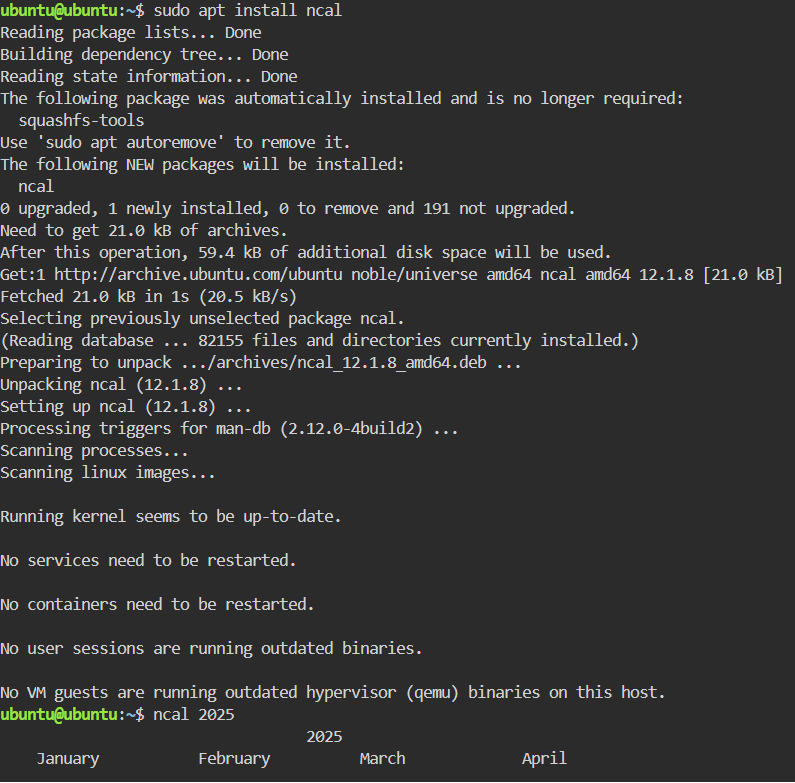 ubuntu@ubuntu:~$ sudo apt install ncal
Reading package lists... Done
Building dependency tree... Done
Reading state information... Done
The following package was automatically installed and is no longer required:
  squashfs-tools
Use 'sudo apt autoremove' to remove it.
The following NEW packages will be installed:
  ncal
0 upgraded, 1 newly installed, 0 to remove and 191 not upgraded.
Need to get 21.0 kB of archives.
After this operation, 59.4 kB of additional disk space will be used.
Get:1 http://archive.ubuntu.com/ubuntu noble/universe amd64 ncal amd64 12.1.8 [21.0 kB]
Fetched 21.0 kB in 1s (20.5 kB/s)
Selecting previously unselected package ncal.
(Reading database ... 82155 files and directories currently installed.)
Preparing to unpack .../archives/ncal_12.1.8_amd64.deb ...
Unpacking ncal (12.1.8) ...
Setting up ncal (12.1.8) ...
Processing triggers for man-db (2.12.0-4build2) ...
Scanning processes...
Scanning linux images...

Running kernel seems to be up-to-date.

No services need to be restarted.

No containers need to be restarted.

No user sessions are running outdated binaries.

No VM guests are running outdated hypervisor (qemu) binaries on this host.
ubuntu@ubuntu:~$ ncal 2025
                                  2025
    January           February          March             April